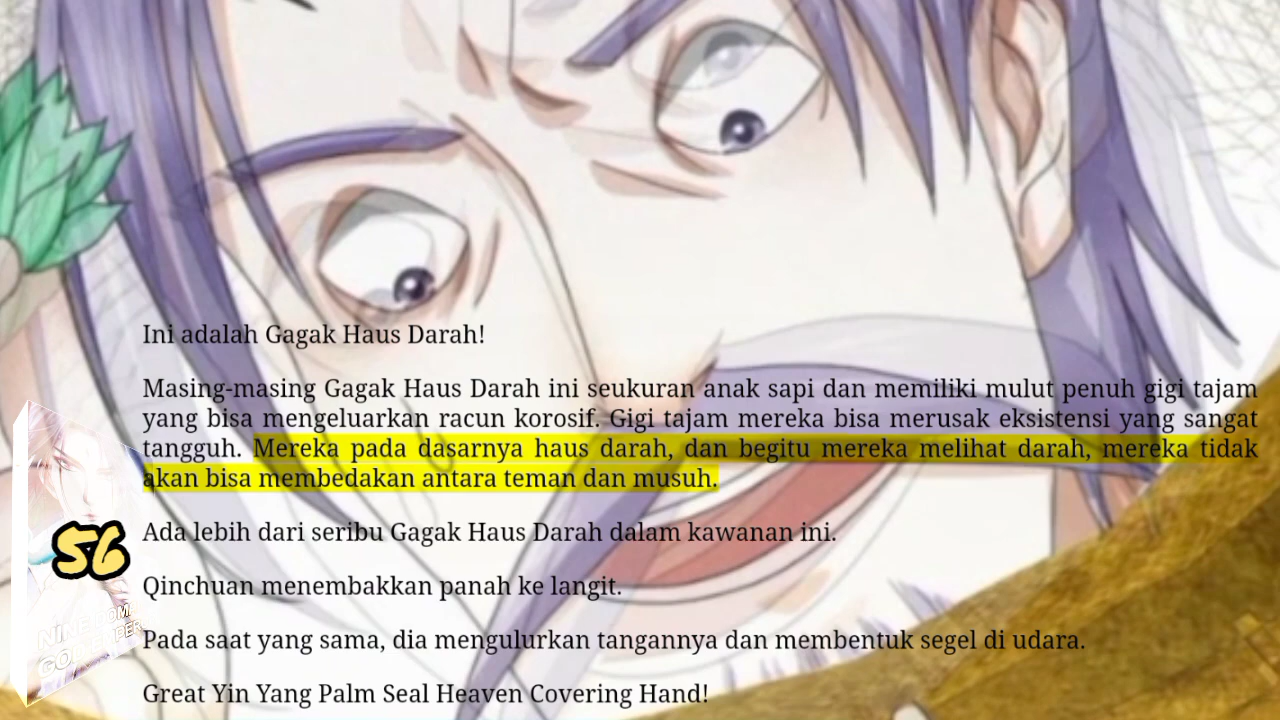 Ini adalah Gagak Haus Darah!
Masing-masing Gagak Haus Darah ini seukuran anak sapi dan memiliki mulut penuh gigi tajam
yang bisa mengeluarkan racun korosif. Gigi tajam mereka bisa merusak eksistensi yang sangat
tangguh. Mereka pada dasarnya haus darah, dan begitu mereka melihat darah, mereka tidak
akan bisa membedakan antara teman dan musuh.
Ada lebih dari seribu Gagak Haus Darah dalam kawanan ini.
56
Qinchuan menembakkan panah ke langit.
Pada saat yang sama, dia mengulurkan tangannya dan membentuk segel di udara.
NINE
Great Yin Yang Palm Seal Heaven Covering Hand!